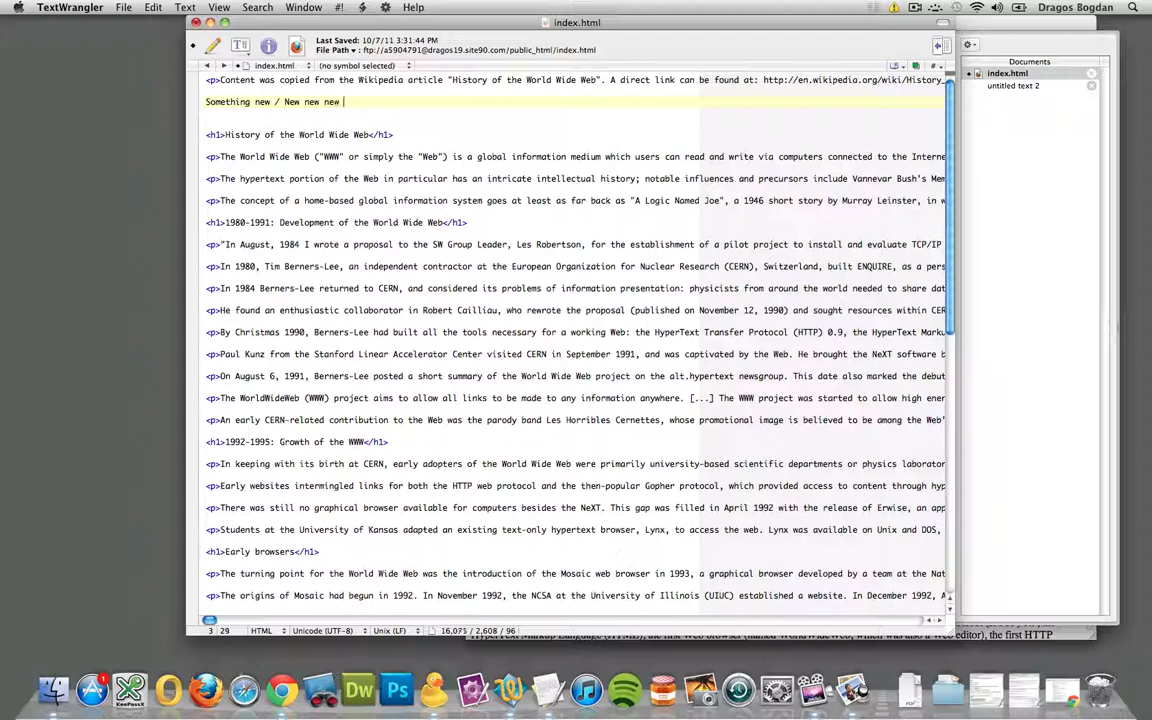 TextWrangler File Edit Text View Search Window #! Help Dragos Bogdan
index.html
Last Saved: 10/7/11 3:31:44 PM
File Path ▾ : ftp://a5904791@dragos19.site90.com/public_html/index.html
index.html (no symbol selected)
Documents
index.html
untitled text 2
<p>Content was copied from the Wikipedia article "History of the World Wide Web". A direct link can be found at: http://en.wikipedia.org/wiki/History_
Something new / New new new
<h1>History of the World Wide Web</h1>
<p>The World Wide Web ("WWW" or simply the "Web") is a global information medium which users can read and write via computers connected to the Interne
<p>The hypertext portion of the Web in particular has an intricate intellectual history; notable influences and precursors include Vannevar Bush's Mem
<p>The concept of a home-based global information system goes at least as far back as "A Logic Named Joe", a 1946 short story by Murray Leinster, in w
<h1>1980-1991: Development of the World Wide Web</h1>
<p>"In August, 1984 I wrote a proposal to the SW Group Leader, Les Robertson, for the establishment of a pilot project to install and evaluate TCP/IP
<p>In 1980, Tim Berners-Lee, an independent contractor at the European Organization for Nuclear Research (CERN), Switzerland, built ENQUIRE, as a pers
<p>In 1984 Berners-Lee returned to CERN, and considered its problems of information presentation: physicists from around the world needed to share dat
<p>He found an enthusiastic collaborator in Robert Cailliau, who rewrote the proposal (published on November 12, 1990) and sought resources within CER
<p>By Christmas 1990, Berners-Lee had built all the tools necessary for a working Web: the HyperText Transfer Protocol (HTTP) 0.9, the HyperText Marku
<p>Paul Kunz from the Stanford Linear Accelerator Center visited CERN in September 1991, and was captivated by the Web. He brought the NeXT software b
<p>On August 6, 1991, Berners-Lee posted a short summary of the World Wide Web project on the alt.hypertext newsgroup. This date also marked the debut
<p>The WorldWideWeb (WWW) project aims to allow all links to be made to any information anywhere. [...] The WWW project was started to allow high ener
<p>An early CERN-related contribution to the Web was the parody band Les Horribles Cernettes, whose promotional image is believed to be among the Web'
<h1>1992-1995: Growth of the WWW</h1>
<p>In keeping with its birth at CERN, early adopters of the World Wide Web were primarily university-based scientific departments or physics laborator
<p>Early websites intermingled links for both the HTTP web protocol and the then-popular Gopher protocol, which provided access to content through hyp
<p>There was still no graphical browser available for computers besides the NeXT. This gap was filled in April 1992 with the release of Erwise, an app
<p>Students at the University of Kansas adapted an existing text-only hypertext browser, Lynx, to access the web. Lynx was available on Unix and DOS,
<h1>Early browsers</h1>
<p>The turning point for the World Wide Web was the introduction of the Mosaic web browser in 1993, a graphical browser developed by a team at the Nat
<p>The origins of Mosaic had begun in 1992. In November 1992, the NCSA at the University of Illinois (UIUC) established a website. In December 1992, A
3 29 HTML Unicode (UTF-8) Unix (LF) 16,071 / 2,608 / 96
editor), the first HTTP
1
KeePassX
Dw
Ps
PDF